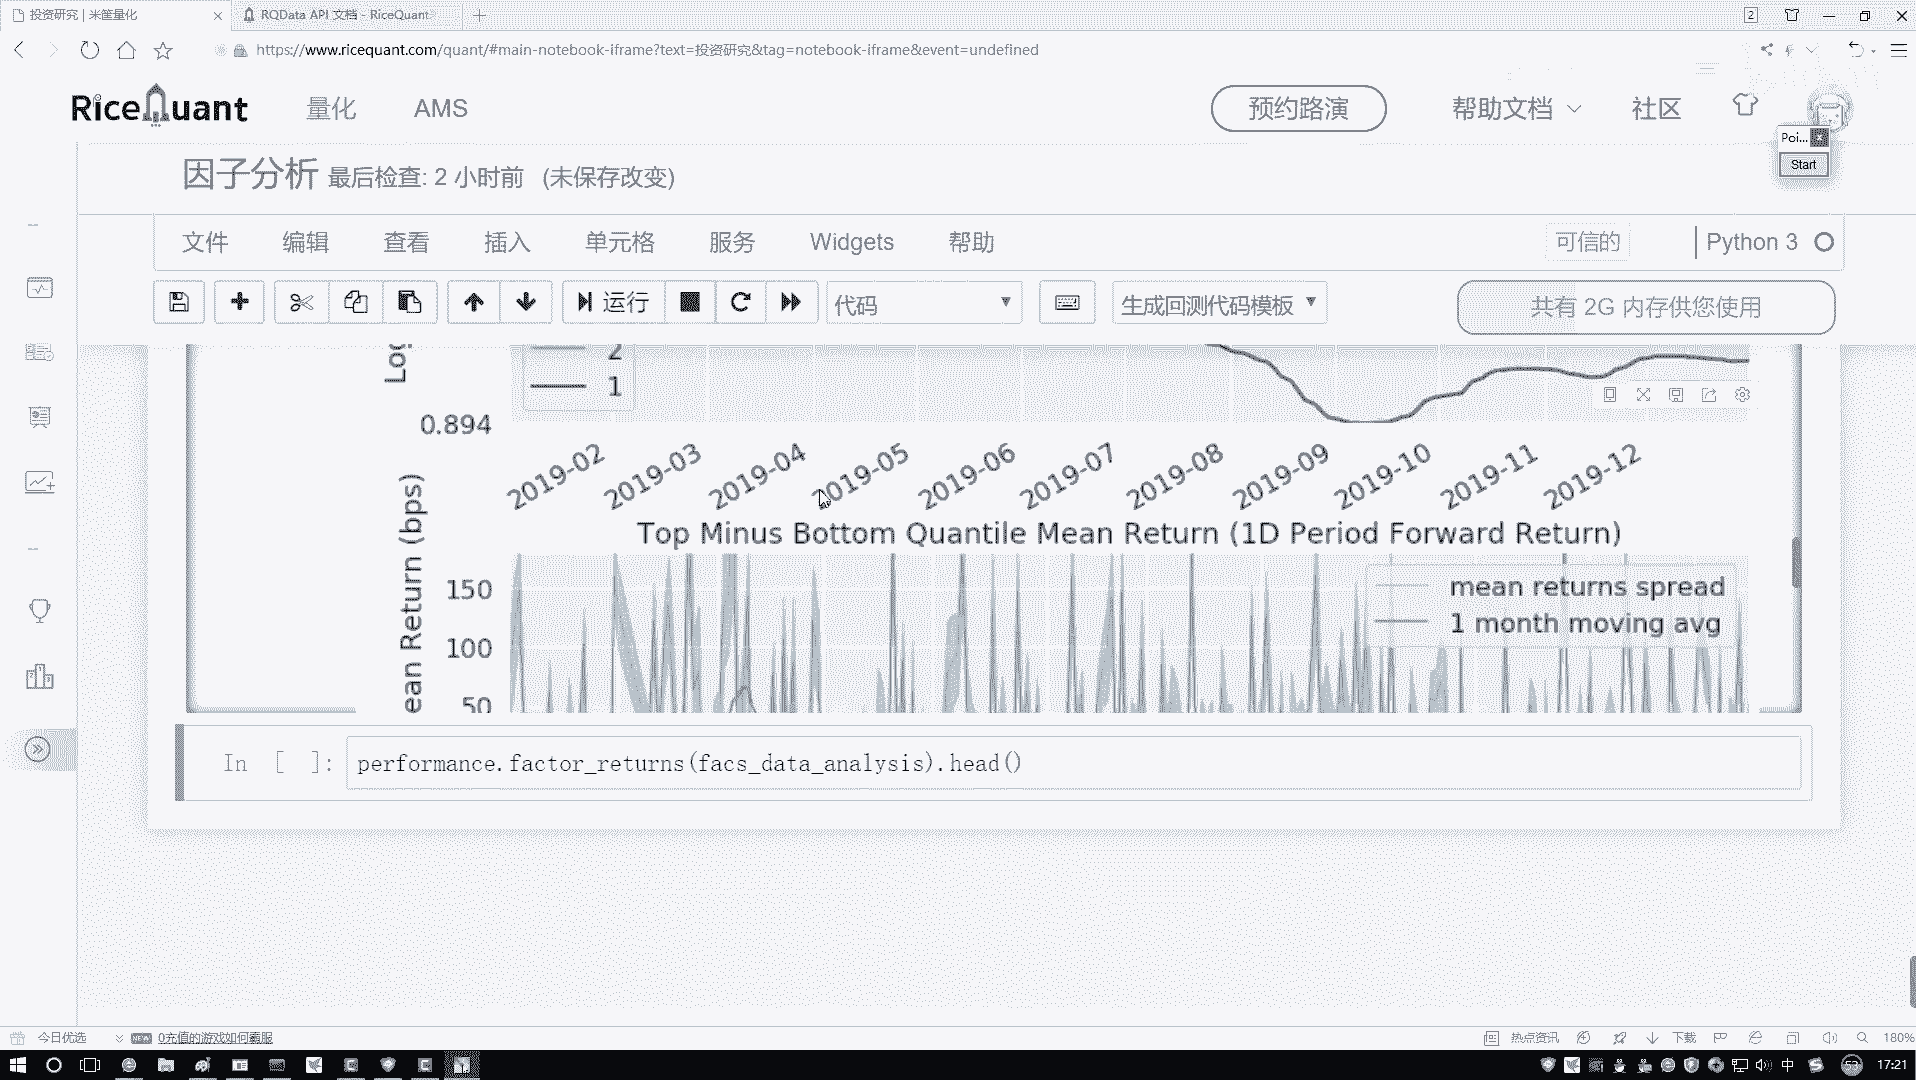 投资研究 | 米筐量化
RQData API 文档 - RiceQuant
2
https://www.ricequant.com/quant/#main-notebook-iframe?text=投资研究&tag=notebook-iframe&event=undefined
RiceQuant
量化
AMS
预约路演
帮助文档
社区
Poi...
Start
因子分析 最后检查: 2 小时前 (未保存改变)
文件
编辑
查看
插入
单元格
服务
Widgets
帮助
可信的
Python 3
运行
代码
生成回测代码模板
共有 2G 内存供您使用
2
1
0.894
2019-02
2019-03
2019-04
2019-05
2019-06
2019-07
2019-08
2019-09
2019-10
2019-11
2019-12
Top Minus Bottom Quantile Mean Return (1D Period Forward Return)
150
100
50
mean returns spread
1 month moving avg
In [ ]: performance.factor_returns(facs_data_analysis).head()
今日优选
NEW
0充值的游戏如何霸服
热点资讯
下载
180%
中
53
17:21